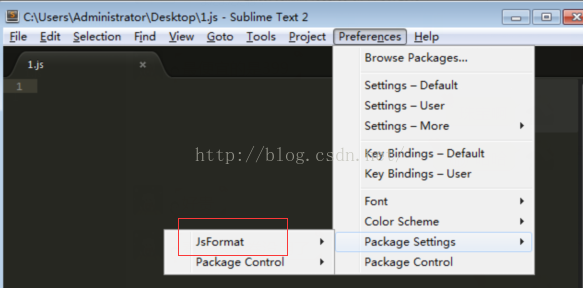 C:\Users\Administrator\Desktop\1.js - Sublime Text 2
File Edit Selection Find View Goto Tools Project Preferences Help
1.js
1
Browse Packages...
Settings – Default
Settings – User
Settings – More
Key Bindings – Default
Key Bindings – User
Font
Color Scheme
Package Settings
Package Control
JsFormat
Package Control
http://blog.csdn.net/